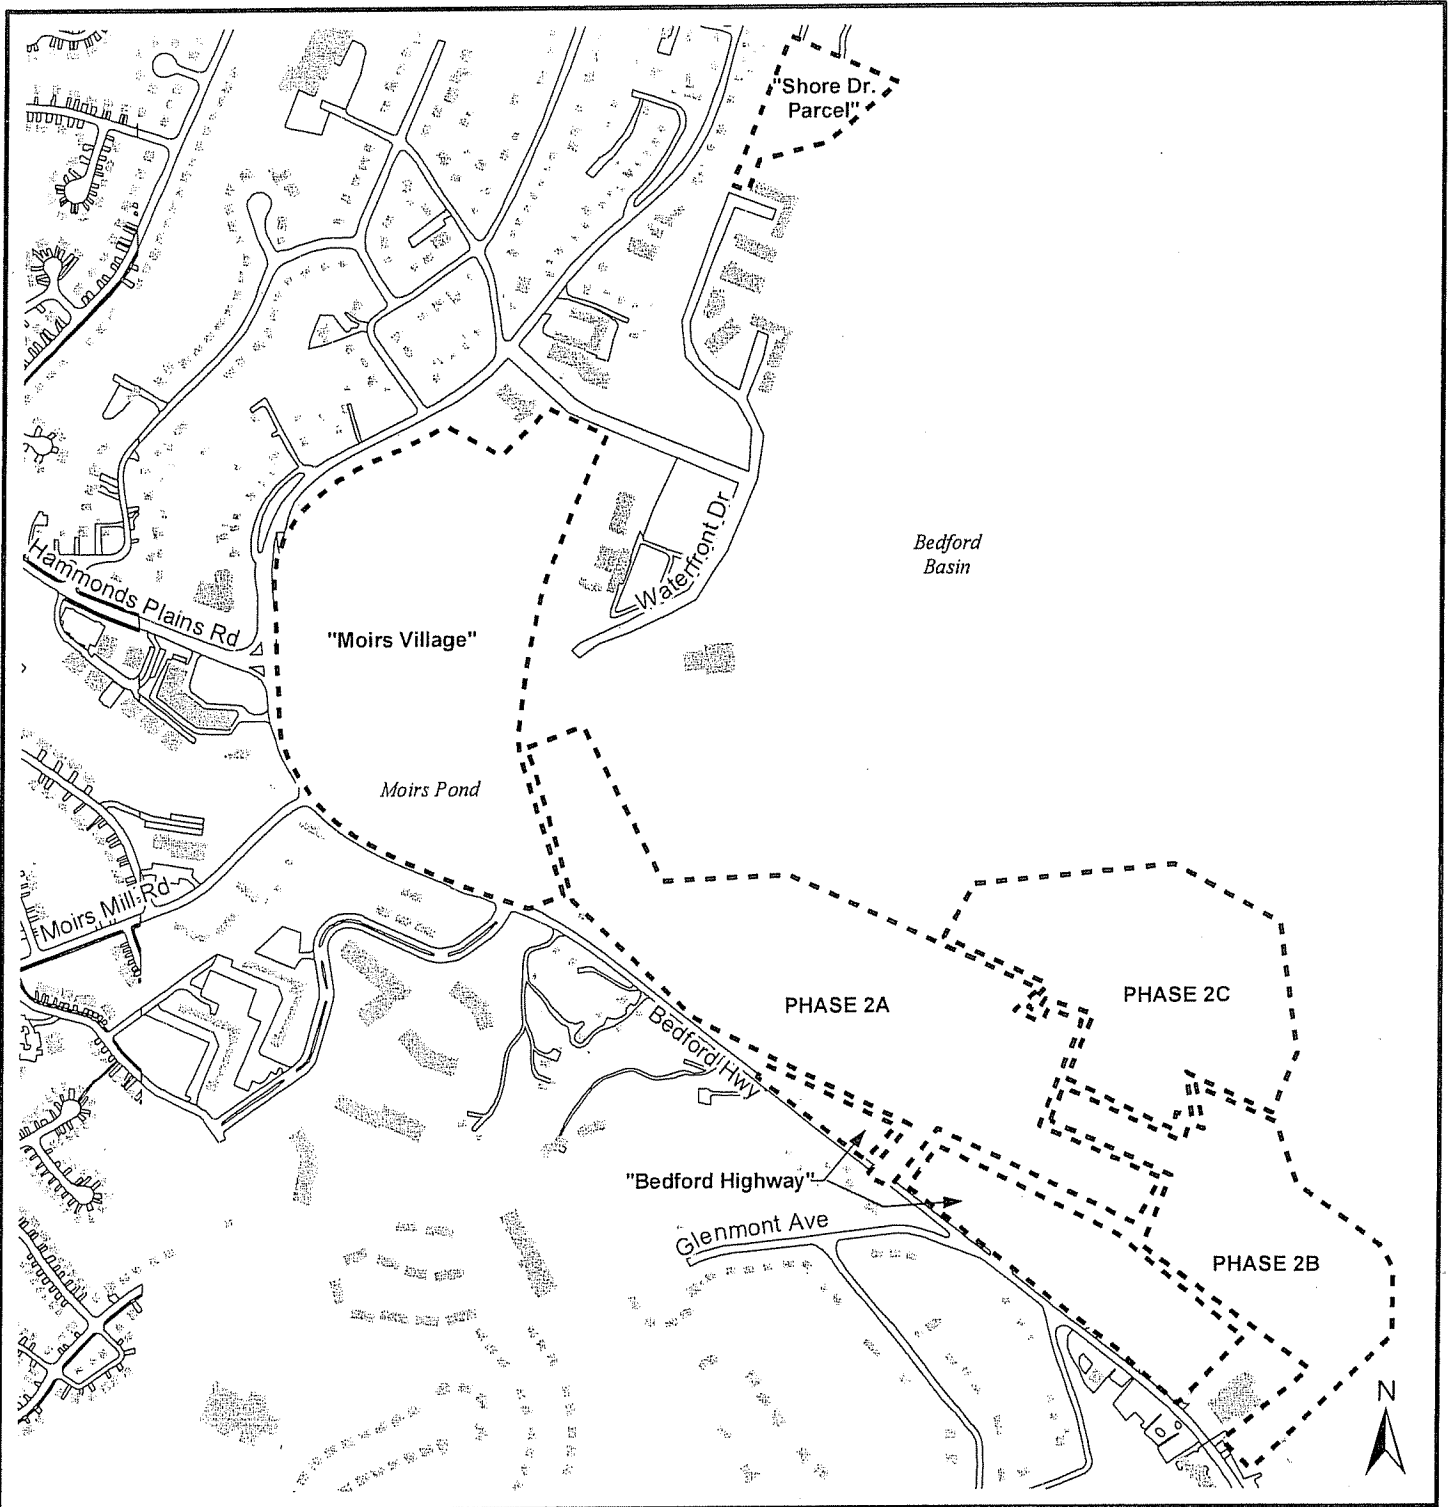 "Shore Dr.
Parcel"
Hammonds Plains Rd
Waterfront Dr
Bedford
Basin
"Moirs Village"
Moirs Pond
Moirs Mill Rd
PHASE 2A
PHASE 2C
Bedford Hwy
"Bedford Highway"
Glenmont Ave
PHASE 2B
N